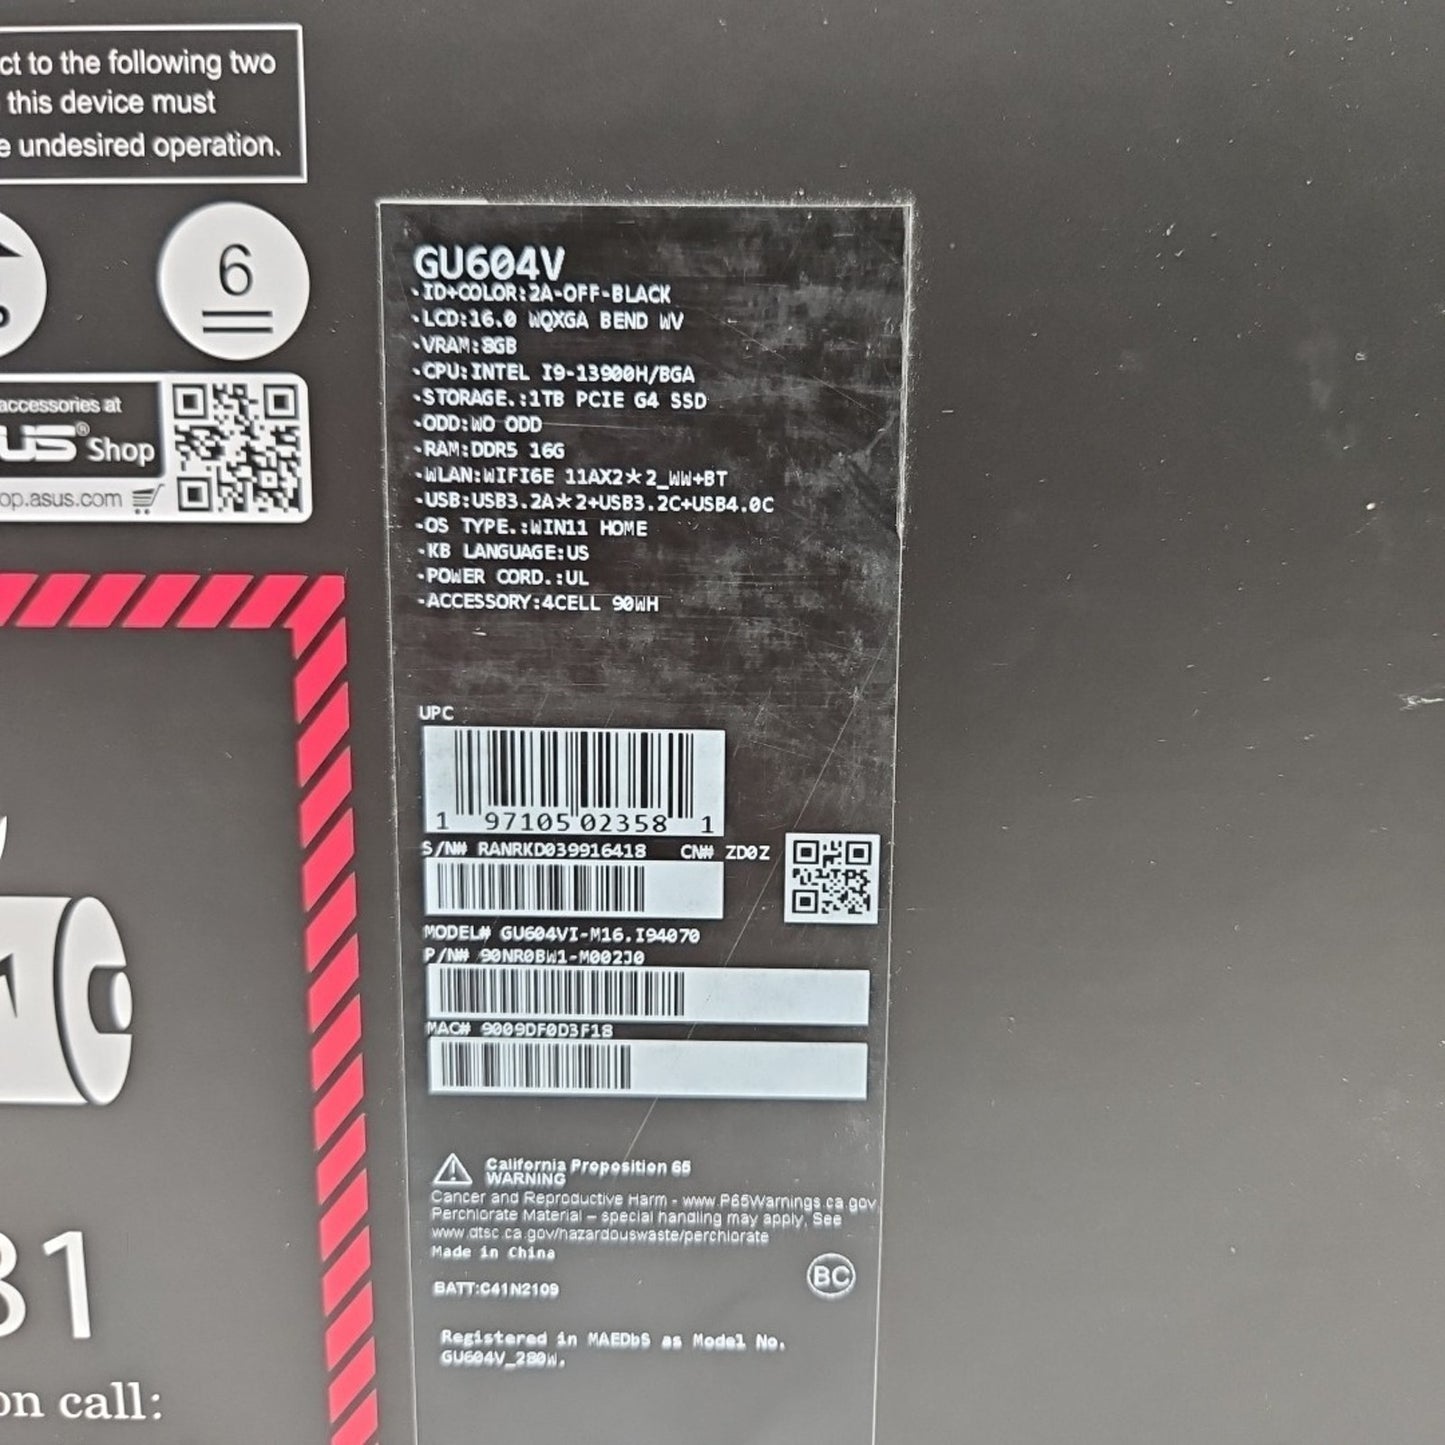 ct to the following two
this device must
e undesired operation.
6
accessories at
US® Shop
op.asus.com
GU604V
-ID+COLOR:2A-OFF-BLACK
-LCD:16.0 WQXGA BEND WV
-VRAM:8GB
-CPU:INTEL I9-13900H/BGA
-STORAGE.:1TB PCIE G4 SSD
-ODD:WO ODD
-RAM:DDR5 16G
-WLAN:WIFI6E 11AX2*2_WW+BT
-USB:USB3.2A*2+USB3.2C+USB4.0C
-OS TYPE.:WIN11 HOME
-KB LANGUAGE:US
-POWER CORD.:UL
-ACCESSORY:4CELL 90WH
UPC
1 97105 02358 1
S/N# RANRKD039916418 CN# ZD0Z
MODEL# GU604VI-M16.I94070
P/N# 90NR0BW1-M002J0
MAC# 9009DF0D3F18
California Proposition 65
WARNING
Cancer and Reproductive Harm - www.P65Warnings.ca.gov
Perchlorate Material – special handling may apply, See
www.dtsc.ca.gov/hazardouswaste/perchlorate
Made in China
BC
BATT:C41N2109
Registered in MAEDbS as Model No.
GU604V_280W.
31
on call: